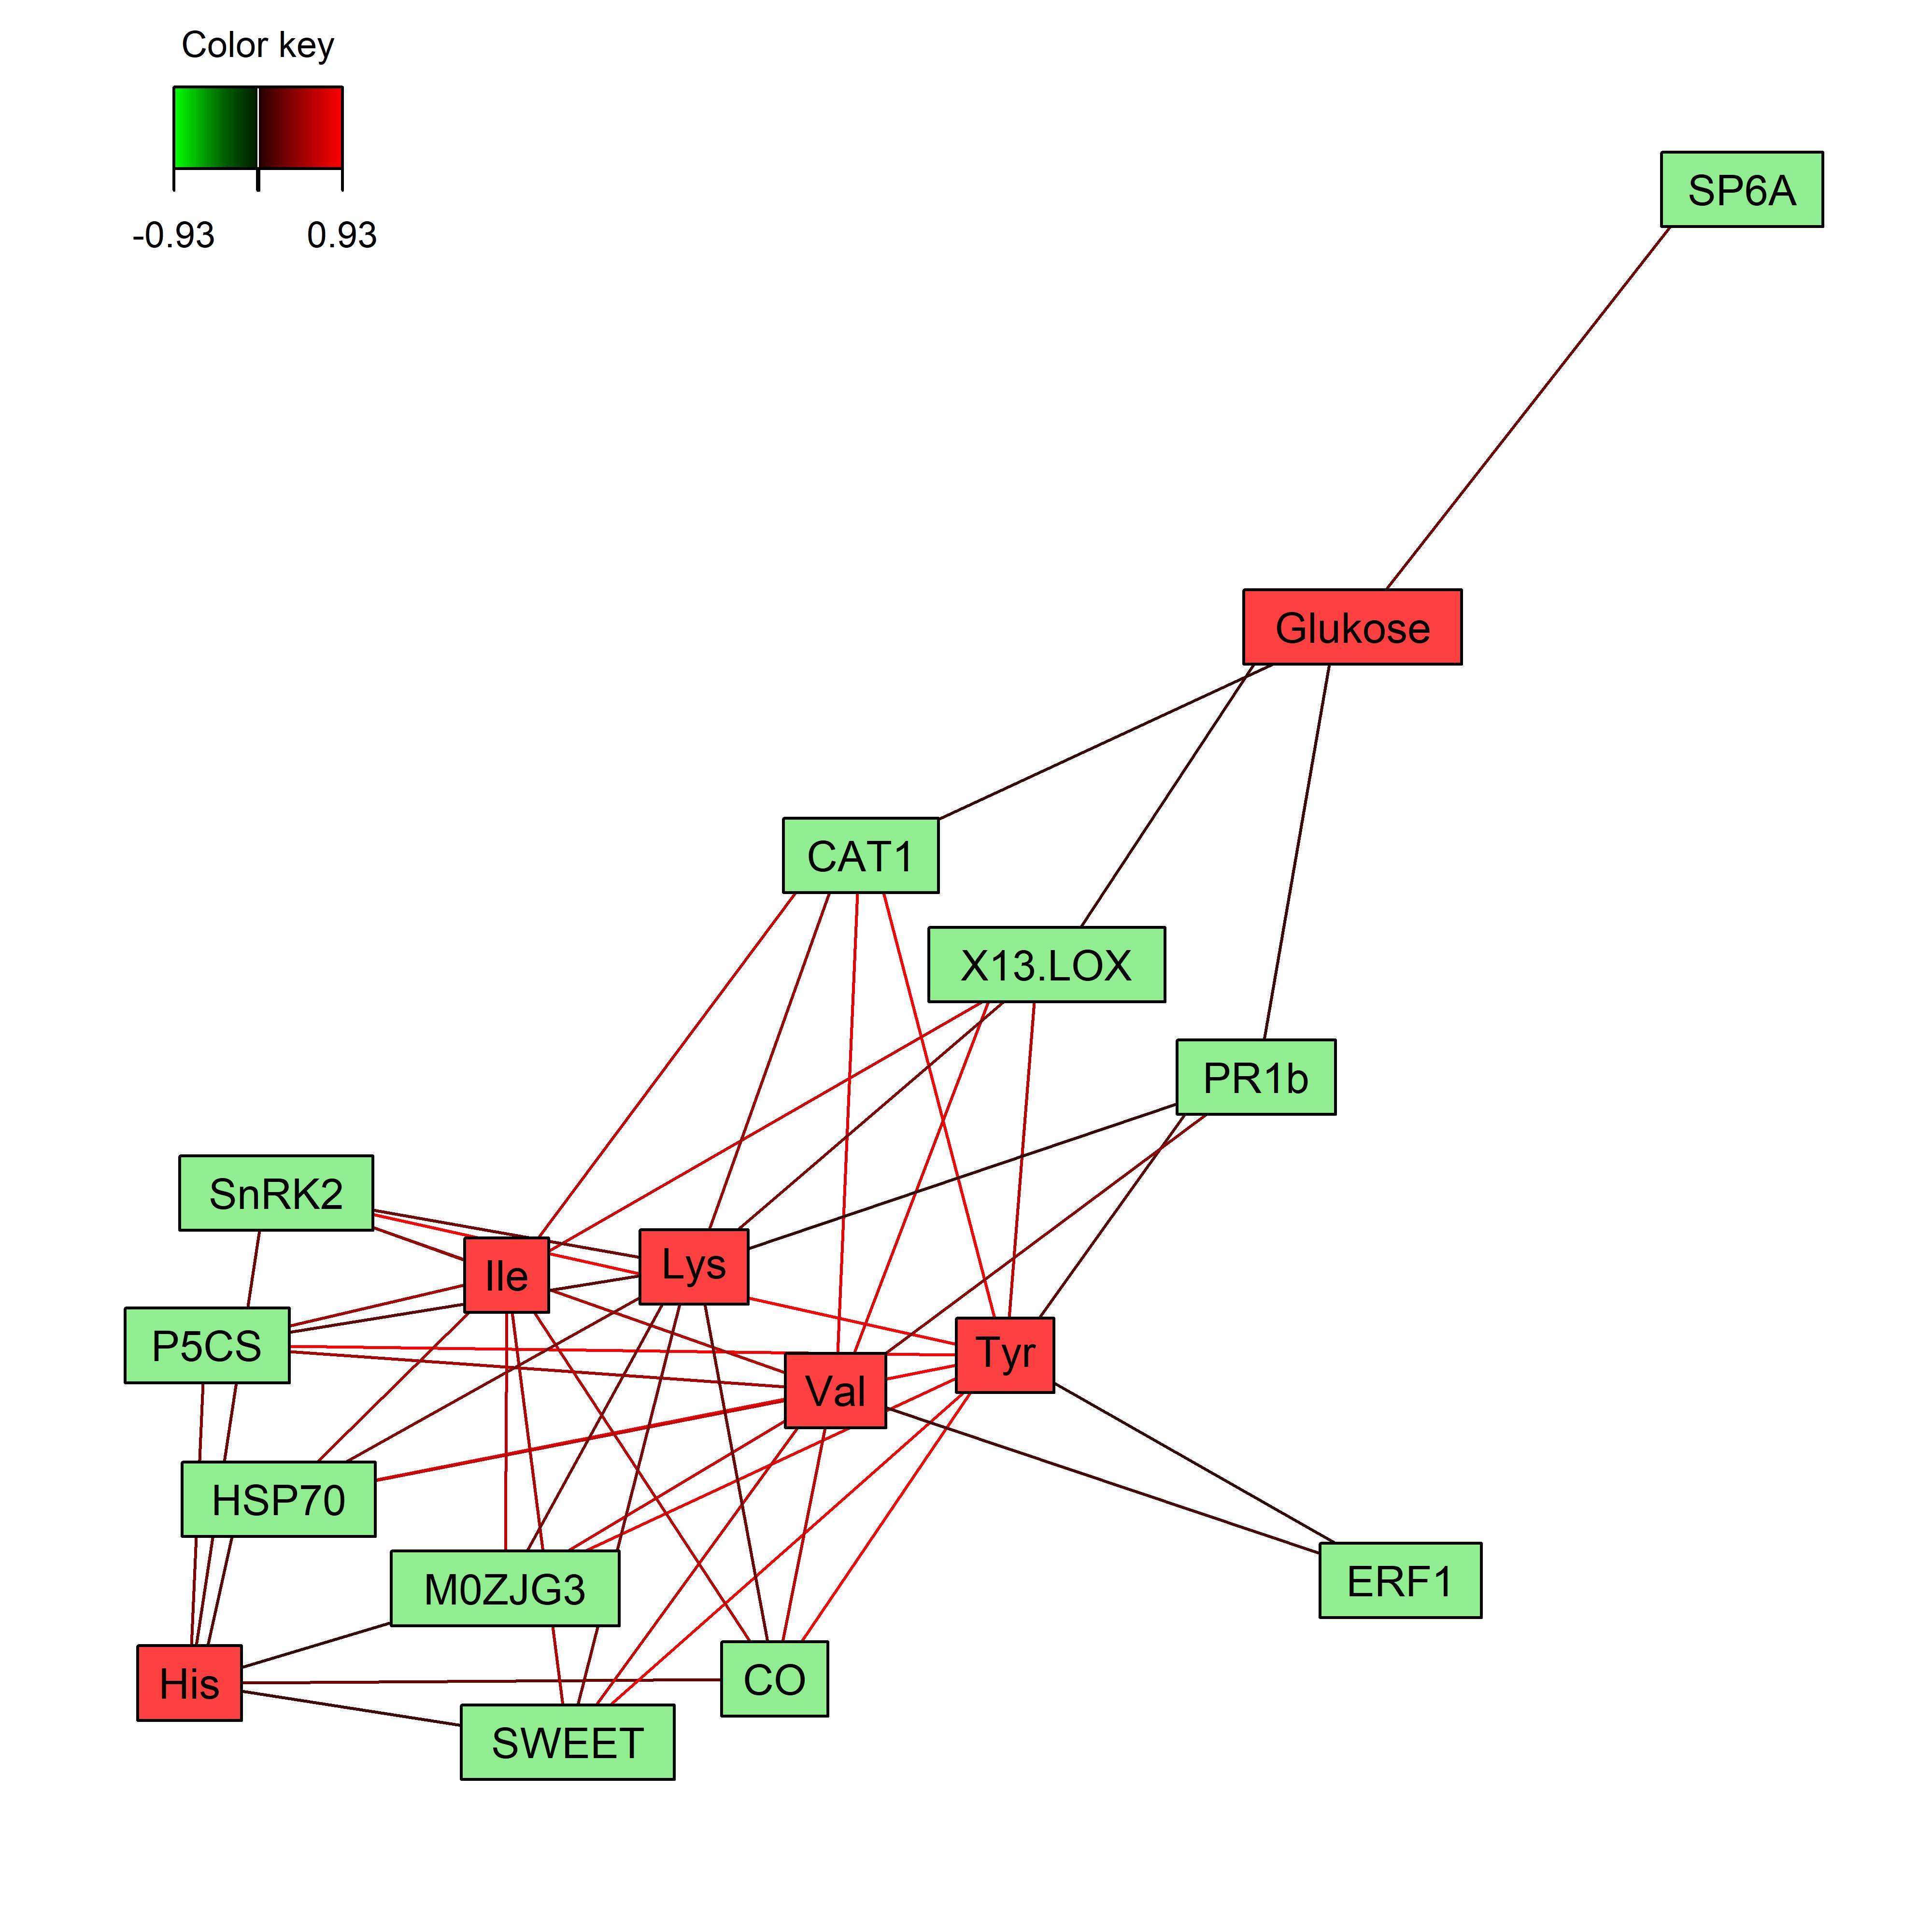 Color key
-0.93 0.93
SP6A
Glukose
CAT1
X13.LOX
PR1b
SnRK2
Ile
Lys
P5CS
Tyr
Val
HSP70
M0ZJG3
ERF1
His
CO
SWEET